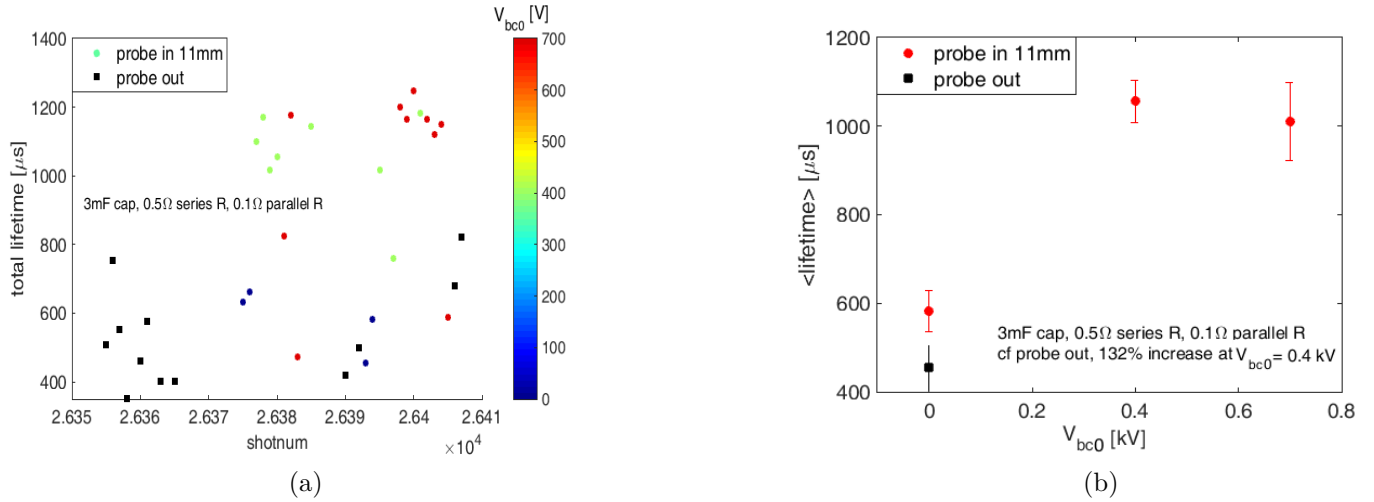 V_bc0 [V]
1400
1200
1000
800
600
400
total lifetime [μs]
probe in 11mm
probe out
3mF cap, 0.5Ω series R, 0.1Ω parallel R
2.635 2.636 2.637 2.638 2.639 2.64 2.641
shotnum
×10^4
700
600
500
400
300
200
100
0
(a)
1200
1000
800
600
400
<lifetime> [μs]
probe in 11mm
probe out
3mF cap, 0.5Ω series R, 0.1Ω parallel R
cf probe out, 132% increase at V_bc0= 0.4 kV
0 0.2 0.4 0.6 0.8
V_bc0 [kV]
(b)